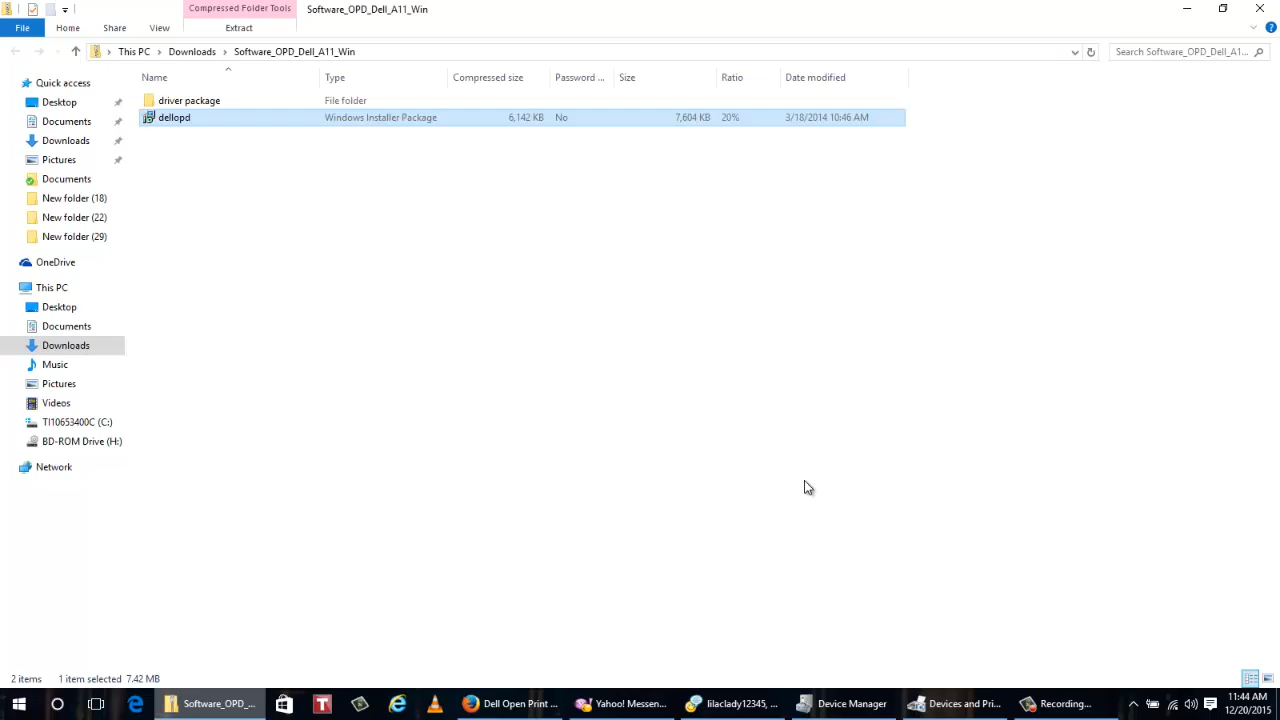 Compressed Folder Tools
Software_OPD_Dell_A11_Win
File Home Share View Extract
This PC Downloads Software_OPD_Dell_A11_Win
Search Software_OPD_Dell_A1...
Name Type Compressed size Password ... Size Ratio Date modified
driver package File folder
dellopd Windows Installer Package 6,142 KB No 7,604 KB 20% 3/18/2014 10:46 AM
Quick access
Desktop
Documents
Downloads
Pictures
Documents
New folder (18)
New folder (22)
New folder (29)
OneDrive
This PC
Desktop
Documents
Downloads
Music
Pictures
Videos
TI10653400C (C:)
BD-ROM Drive (H:)
Network
2 items 1 item selected 7.42 MB
Software_OPD_... Dell Open Print ... Yahoo! Messen... lilaclady12345, ... Device Manager Devices and Pri... Recording...
11:44 AM
12/20/2015